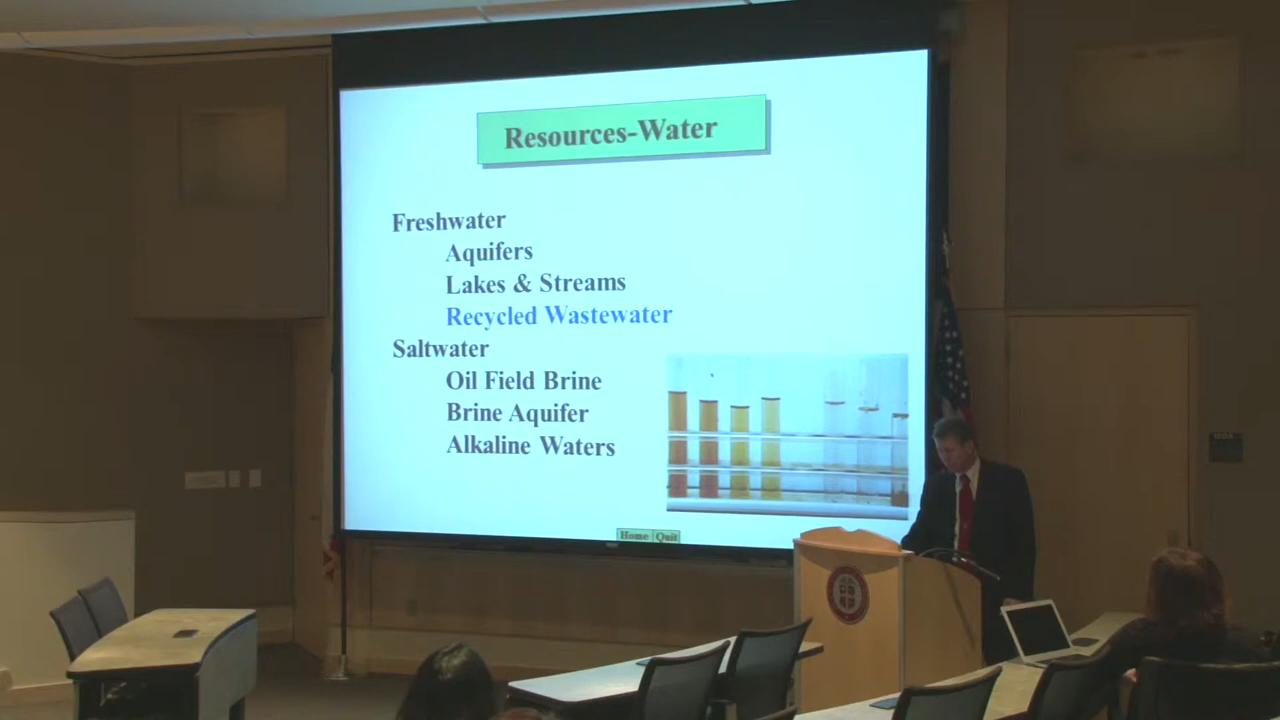 Resources-Water
Freshwater
Aquifers
Lakes & Streams
Recycled Wastewater
Saltwater
Oil Field Brine
Brine Aquifer
Alkaline Waters
Home Quit